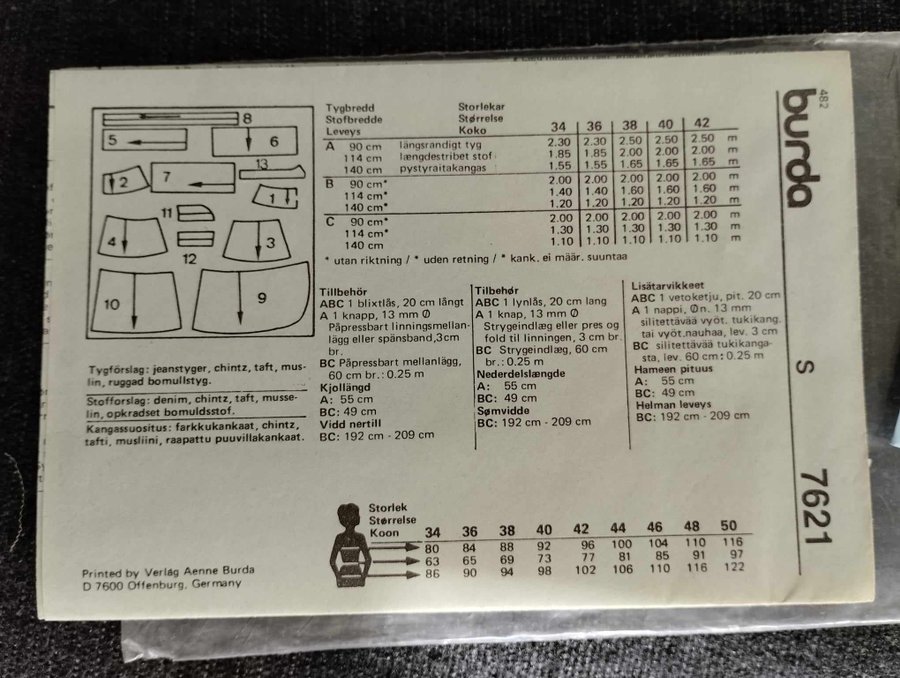 8
5
6
13
2
7
1
11
4
3
12
10
9
Tygförslag: jeanstyger, chintz, taft, mus-
lin, ruggad bomullstyg.
Stofforslag: denim, chintz, taft, musse-
lin, opkradset bomuldsstof.
Kangassuositus: farkkukankaat, chintz,
tafti, musliini, raapattu puuvillakankaat.
Tygbredd Storlekar
Stofbredde Størrelse
Leveys Koko 34 36 38 40 42
A 90 cm längsrandigt tyg 2.30 2.30 2.50 2.50 2.50 m
114 cm længdestribet stof 1.85 1.85 2.00 2.00 2.00 m
140 cm pystyraitakangas 1.55 1.55 1.65 1.65 1.65 m
B 90 cm* 2.00 2.00 2.00 2.00 2.00 m
114 cm* 1.40 1.40 1.60 1.60 1.60 m
140 cm* 1.20 1.20 1.20 1.20 1.20 m
C 90 cm* 2.00 2.00 2.00 2.00 2.00 m
114 cm* 1.30 1.30 1.30 1.30 1.30 m
140 cm 1.10 1.10 1.10 1.10 1.10 m
* utan riktning / * uden retning / * kank. ei määr. suuntaa
Tillbehör
ABC 1 blixtlås, 20 cm långt
A 1 knapp, 13 mm Ø
Påpressbart linningsmellan-
lägg eller spänsband,3cm
br.
BC Påpressbart mellanlägg,
60 cm br.: 0.25 m
Kjollängd
A: 55 cm
BC: 49 cm
Vidd nertill
BC: 192 cm - 209 cm
Tilbehør
ABC 1 lynlås, 20 cm lang
A 1 knap, 13 mm Ø
Strygeindlæg eller pres og
fold til linningen, 3 cm br.
BC Strygeindlæg, 60 cm
br.: 0.25 m
Nederdelslængde
A: 55 cm
BC: 49 cm
Sømvidde
BC: 192 cm - 209 cm
Lisätarvikkeet
ABC 1 vetoketju, pit. 20 cm
A 1 nappi, Øn. 13 mm
silitettävää vyöt. tukikang.
tai vyöt.nauhaa, lev. 3 cm
BC silitettävää tukikanga-
sta, lev. 60 cm: 0.25 m
Hameen pituus
A: 55 cm
BC: 49 cm
Helman leveys
BC: 192 cm - 209 cm
Storlek
Størrelse
Koon 34 36 38 40 42 44 46 48 50
80 84 88 92 96 100 104 110 116
63 65 69 73 77 81 85 91 97
86 90 94 98 102 106 110 116 122
Printed by Verlag Aenne Burda
D 7600 Offenburg, Germany
482
burda
S
7621